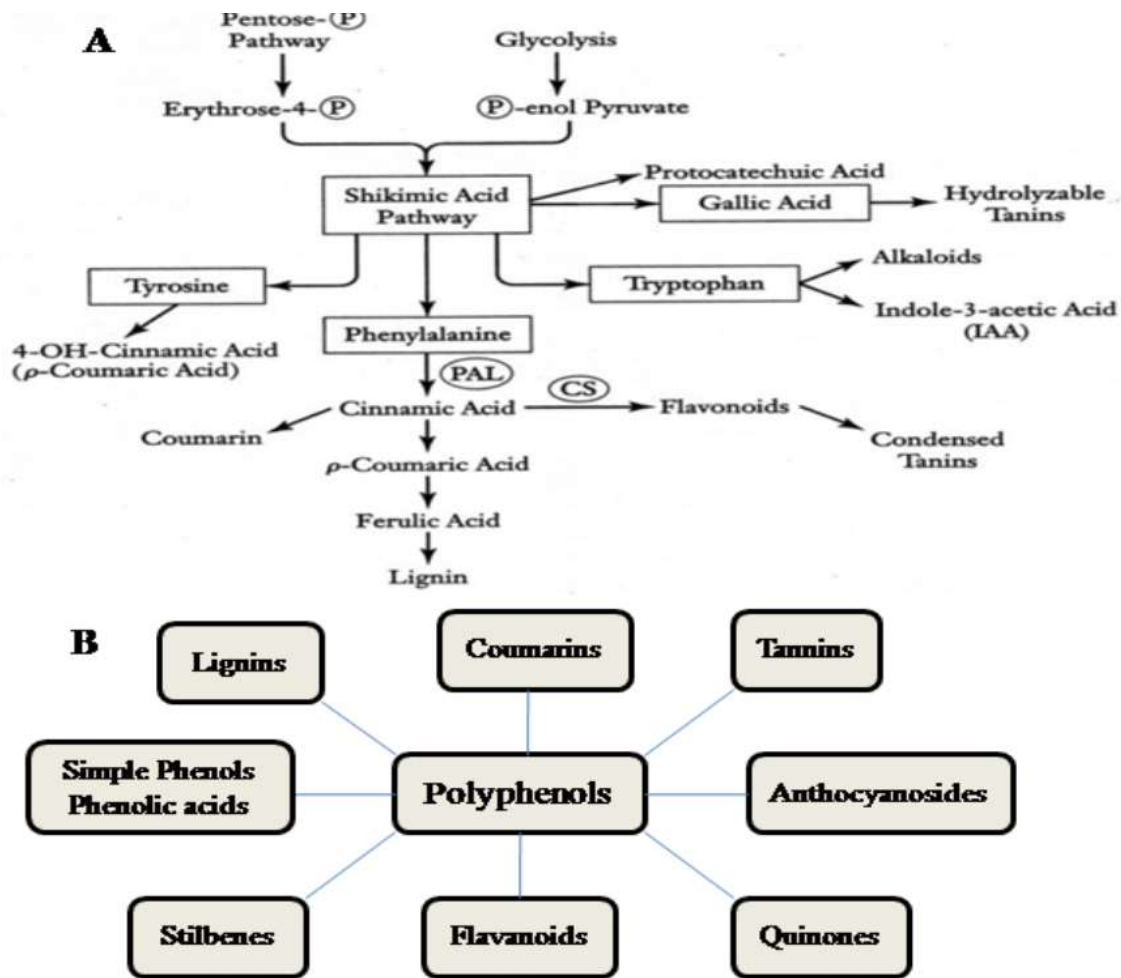 A
Pentose-Ⓟ
Pathway
Glycolysis
Erythrose-4-Ⓟ
Ⓟ-enol Pyruvate
Shikimic Acid
Pathway
Protocatechuic Acid
Gallic Acid
Hydrolyzable
Tanins
Tyrosine
Tryptophan
Alkaloids
Indole-3-acetic Acid
(IAA)
4-OH-Cinnamic Acid
(ρ-Coumaric Acid)
Phenylalanine
PAL
CS
Cinnamic Acid
Flavonoids
Coumarin
Condensed
Tanins
ρ-Coumaric Acid
Ferulic Acid
Lignin
B
Lignins
Coumarins
Tannins
Simple Phenols
Phenolic acids
Polyphenols
Anthocyanosides
Stilbenes
Flavanoids
Quinones